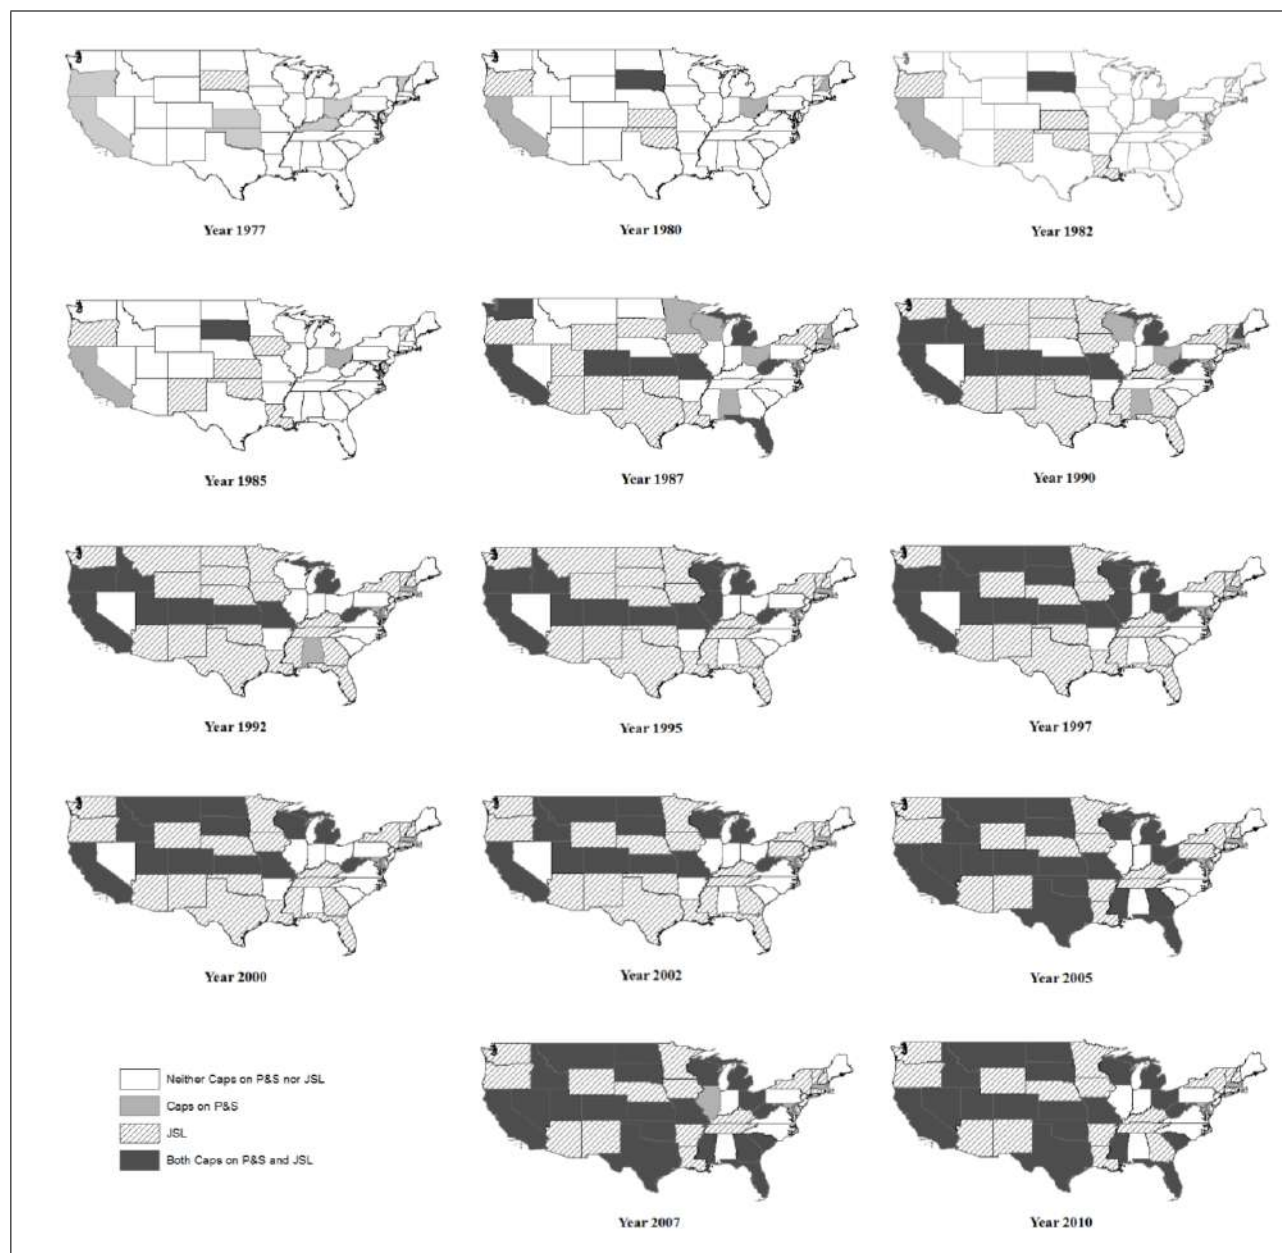 Year 1977
Year 1980
Year 1982
Year 1985
Year 1987
Year 1990
Year 1992
Year 1995
Year 1997
Year 2000
Year 2002
Year 2005
Neither Caps on P&S nor JSL
Caps on P&S
JSL
Both Caps on P&S and JSL
Year 2007
Year 2010